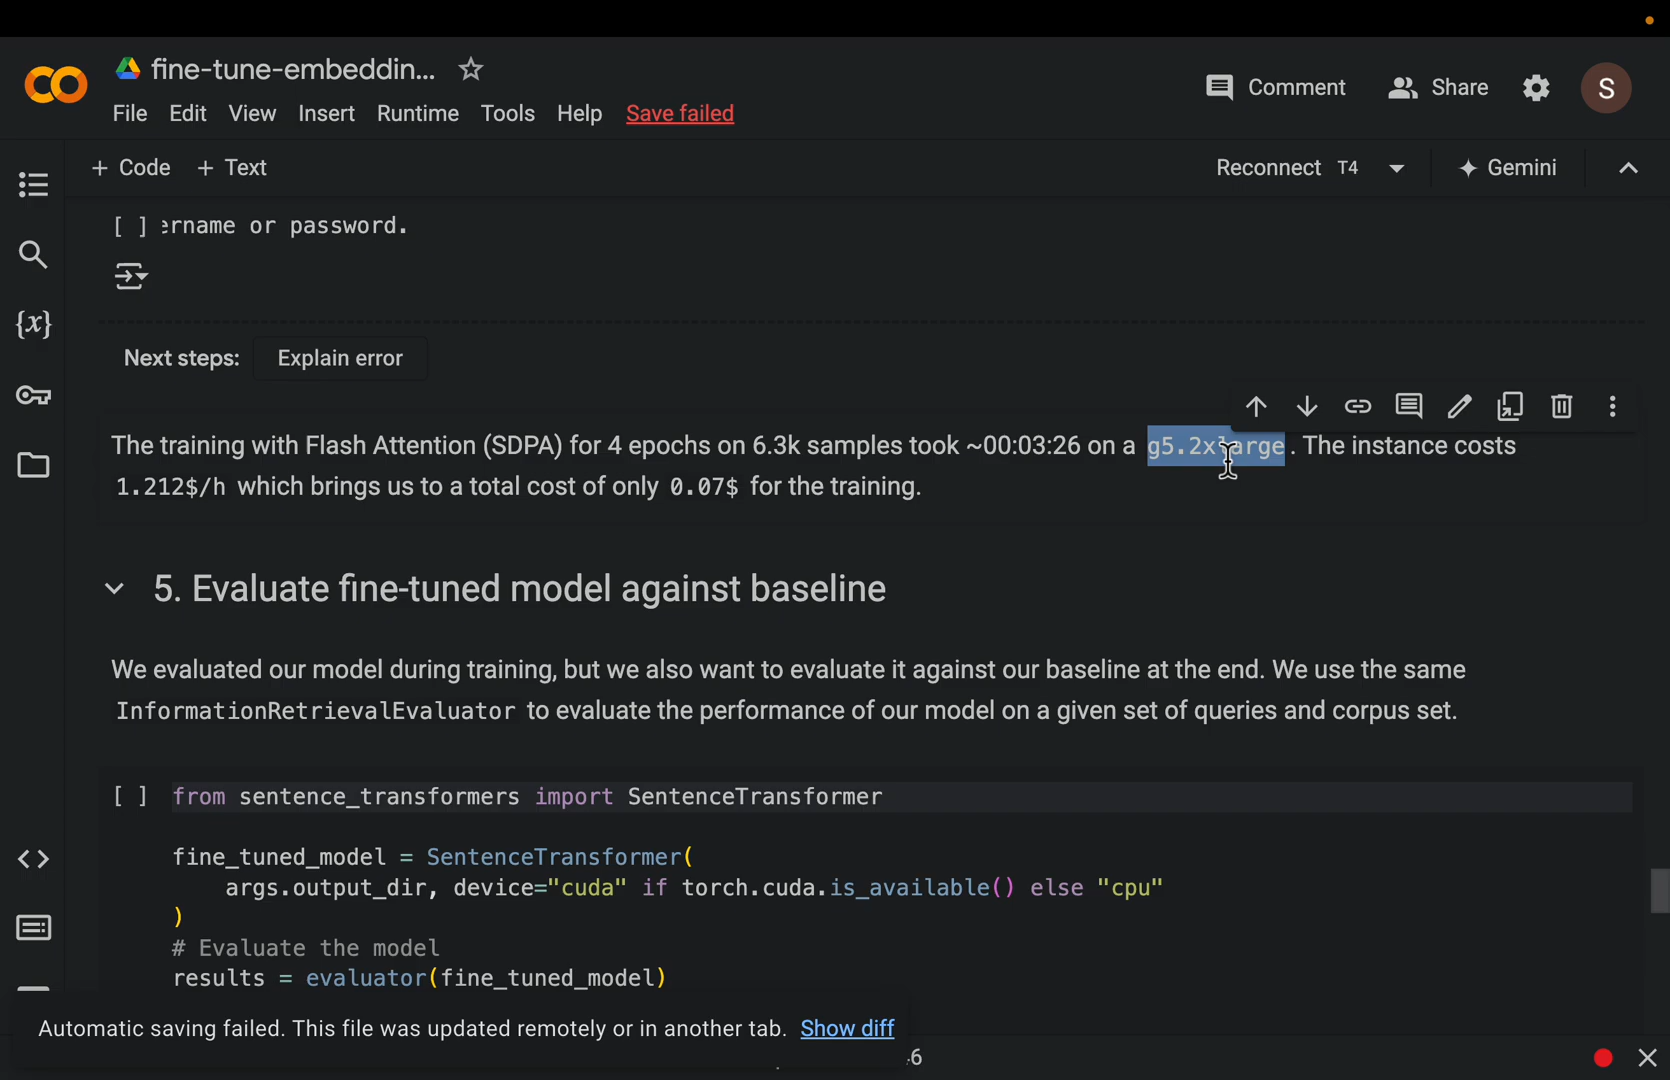 fine-tune-embeddin...
Comment
Share
S
File Edit View Insert Runtime Tools Help Save failed
+ Code + Text
Reconnect T4
Gemini
[ ] ername or password.
{x}
Next steps: Explain error
The training with Flash Attention (SDPA) for 4 epochs on 6.3k samples took ~00:03:26 on a g5.2xlarge. The instance costs
1.212$/h which brings us to a total cost of only 0.07$ for the training.
5. Evaluate fine-tuned model against baseline
We evaluated our model during training, but we also want to evaluate it against our baseline at the end. We use the same
InformationRetrievalEvaluator to evaluate the performance of our model on a given set of queries and corpus set.
[ ] from sentence_transformers import SentenceTransformer
fine_tuned_model = SentenceTransformer(
args.output_dir, device="cuda" if torch.cuda.is_available() else "cpu"
)
# Evaluate the model
results = evaluator(fine_tuned_model)
Automatic saving failed. This file was updated remotely or in another tab. Show diff